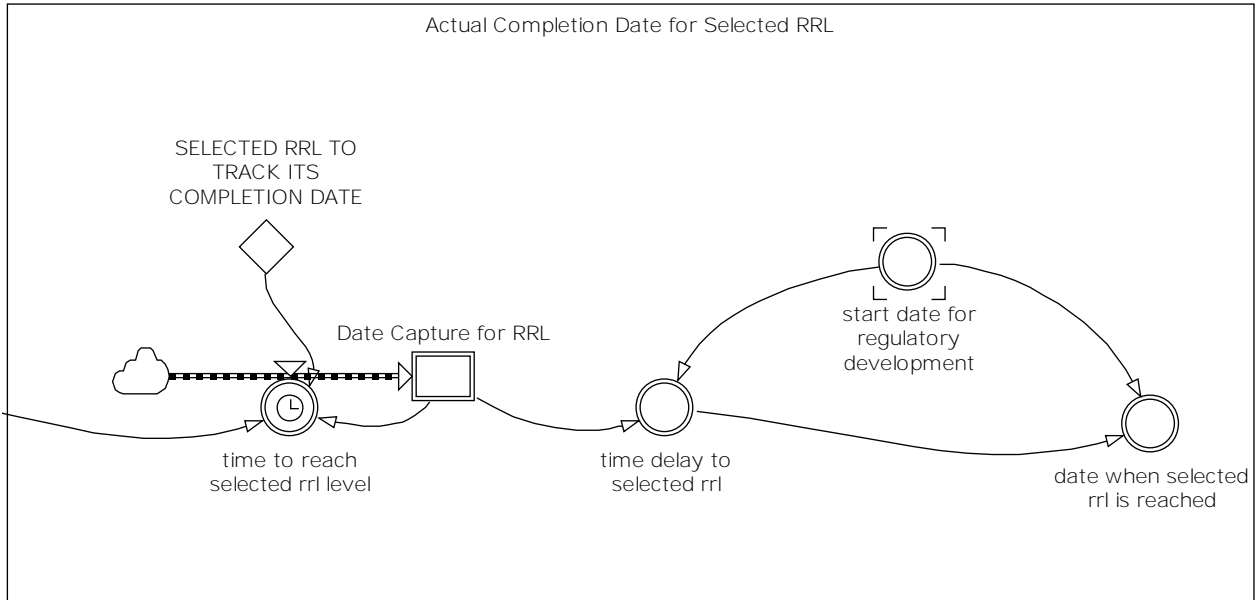 Actual Completion Date for Selected RRL
SELECTED RRL TO
TRACK ITS
COMPLETION DATE
Date Capture for RRL
start date for
regulatory
development
time to reach
selected rrl level
time delay to
selected rrl
date when selected
rrl is reached